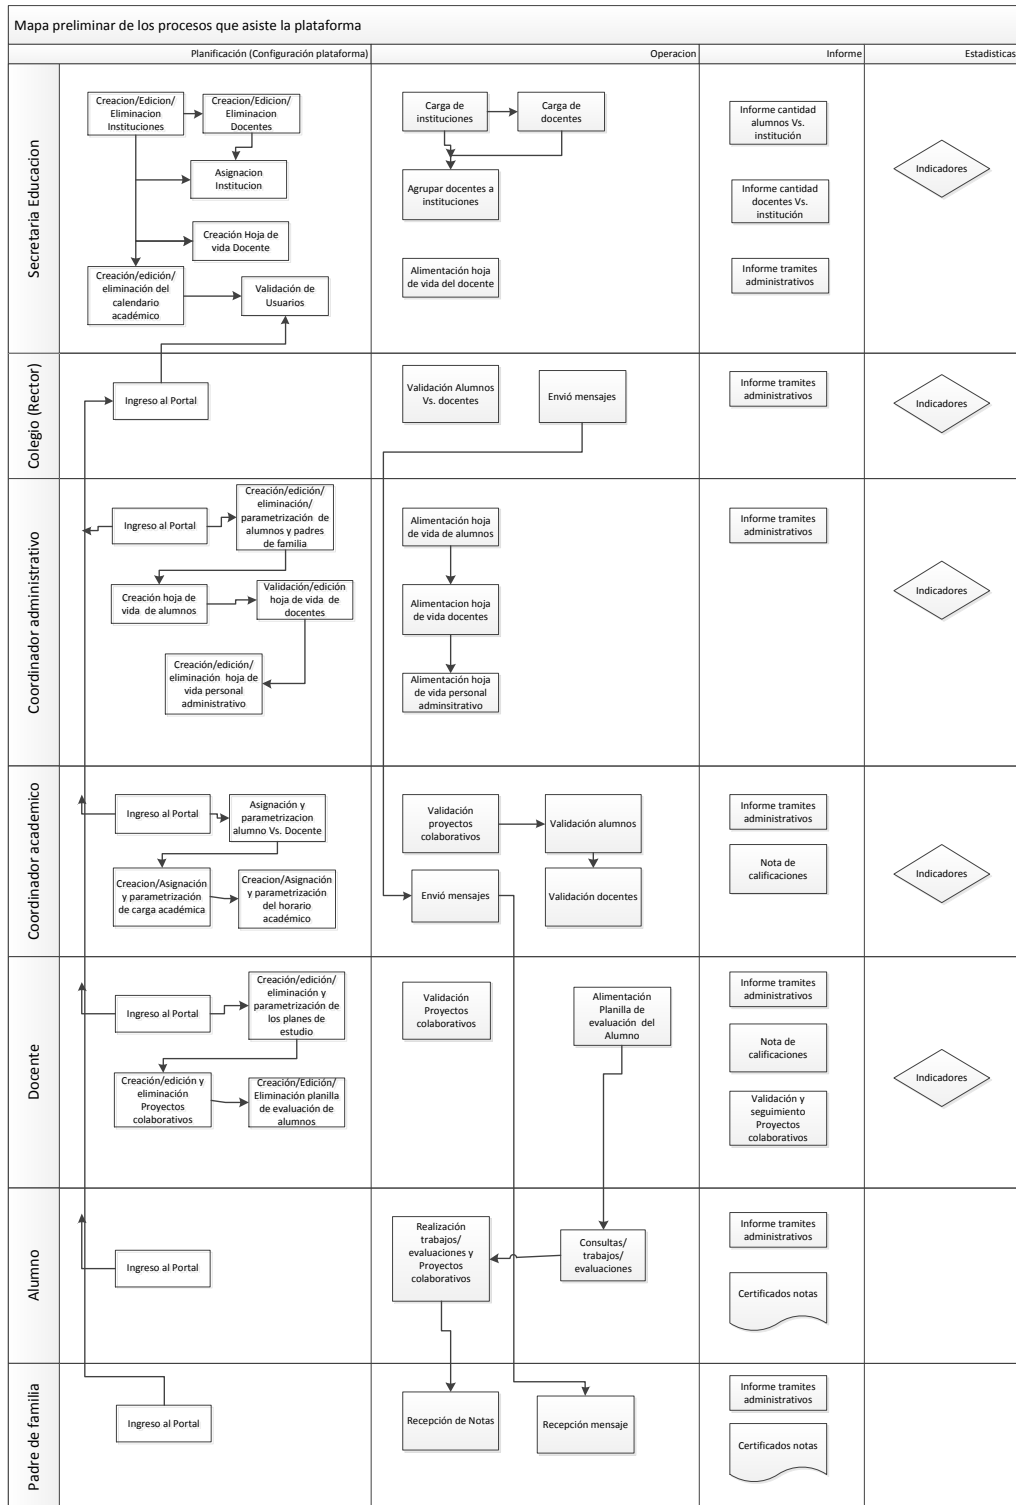 Mapa preliminar de los procesos que asiste la plataforma
Planificación (Configuración plataforma)
Operacion
Informe
Estadisticas
Secretaria Educacion
Creacion/Edicion/
Eliminacion
Instituciones
Creacion/Edicion/
Eliminacion
Docentes
Asignacion
Institucion
Creación Hoja de
vida Docente
Creación/edición/
eliminación del
calendario
académico
Validación de
Usuarios
Carga de
instituciones
Carga de
docentes
Agrupar docentes a
instituciones
Alimentación hoja
de vida del docente
Informe cantidad
alumnos Vs.
institución
Informe cantidad
docentes Vs.
institución
Informe tramites
administrativos
Indicadores
Colegio (Rector)
Ingreso al Portal
Validación Alumnos
Vs. docentes
Envió mensajes
Informe tramites
administrativos
Indicadores
Coordinador administrativo
Ingreso al Portal
Creación/edición/
eliminación/
parametrización de
alumnos y padres
de familia
Creación hoja de
vida de alumnos
Validación/edición
hoja de vida de
docentes
Creación/edición/
eliminación hoja de
vida personal
administrativo
Alimentación hoja
de vida de alumnos
Alimentacion hoja
de vida docentes
Alimentación hoja
de vida personal
adminsitrativo
Informe tramites
administrativos
Indicadores
Coordinador academico
Ingreso al Portal
Asignación y
parametrizacion
alumno Vs. Docente
Creacion/Asignación
y parametrización
de carga académica
Creacion/Asignación
y parametrización
del horario
académico
Validación
proyectos
colaborativos
Validación alumnos
Envió mensajes
Validación docentes
Informe tramites
administrativos
Nota de
calificaciones
Indicadores
Docente
Ingreso al Portal
Creación/edición/
eliminación y
parametrización de
los planes de
estudio
Creación/edición y
eliminación
Proyectos
colaborativos
Creación/Edición/
Eliminación planilla
de evaluación de
alumnos
Validación
Proyectos
colaborativos
Alimentación
Planilla de
evaluación del
Alumno
Informe tramites
administrativos
Nota de
calificaciones
Validación y
seguimiento
Proyectos
colaborativos
Indicadores
Alumno
Ingreso al Portal
Realización
trabajos/
evaluaciones y
Proyectos
colaborativos
Consultas/
trabajos/
evaluaciones
Informe tramites
administrativos
Certificados notas
Padre de familia
Ingreso al Portal
Recepción de Notas
Recepción mensaje
Informe tramites
administrativos
Certificados notas